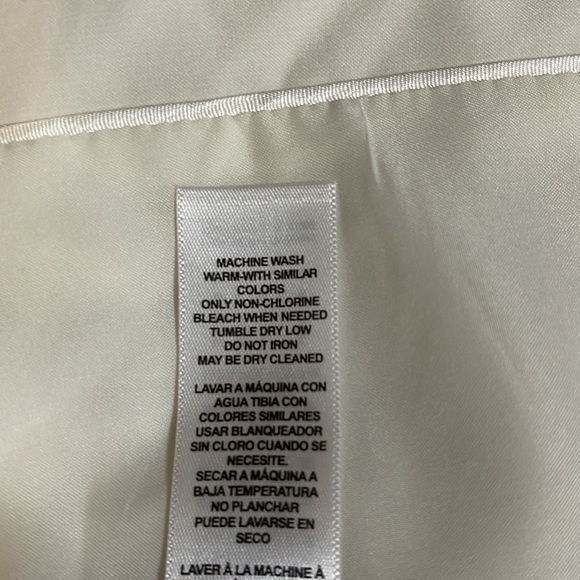 MACHINE WASH
WARM-WITH SIMILAR
COLORS
ONLY NON-CHLORINE
BLEACH WHEN NEEDED
TUMBLE DRY LOW
DO NOT IRON
MAY BE DRY CLEANED
LAVAR A MÁQUINA CON
AGUA TIBIA CON
COLORES SIMILARES
USAR BLANQUEADOR
SIN CLORO CUANDO SE
NECESITE.
SECAR A MÁQUINA A
BAJA TEMPERATURA
NO PLANCHAR
PUEDE LAVARSE EN
SECO
LAVER À LA MACHINE À